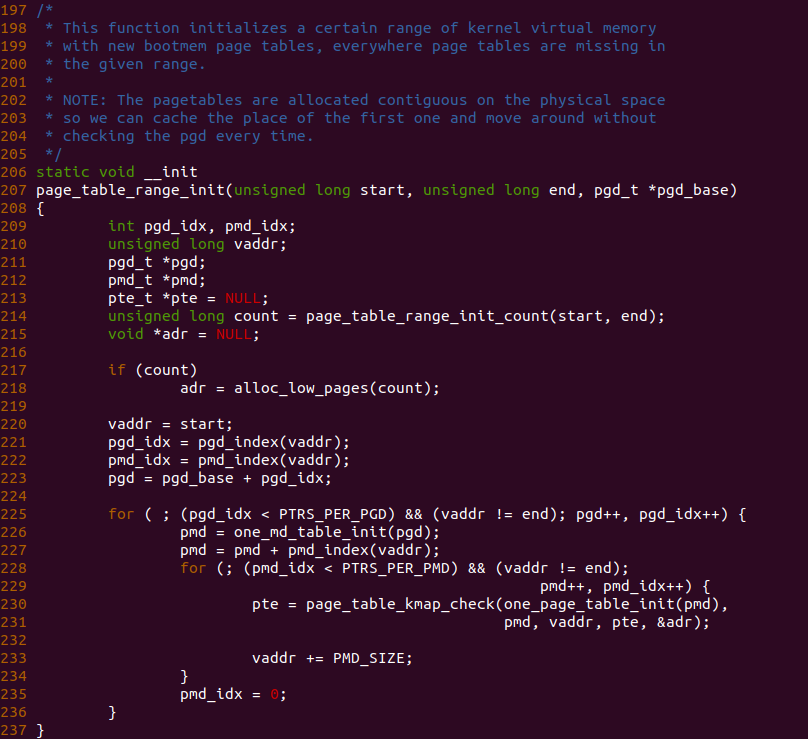 197 /*
198  * This function initializes a certain range of kernel virtual memory
199  * with new bootmem page tables, everywhere page tables are missing in
200  * the given range.
201  *
202  * NOTE: The pagetables are allocated contiguous on the physical space
203  * so we can cache the place of the first one and move around without
204  * checking the pgd every time.
205  */
206 static void __init
207 page_table_range_init(unsigned long start, unsigned long end, pgd_t *pgd_base)
208 {
209         int pgd_idx, pmd_idx;
210         unsigned long vaddr;
211         pgd_t *pgd;
212         pmd_t *pmd;
213         pte_t *pte = NULL;
214         unsigned long count = page_table_range_init_count(start, end);
215         void *adr = NULL;
216
217         if (count)
218                 adr = alloc_low_pages(count);
219
220         vaddr = start;
221         pgd_idx = pgd_index(vaddr);
222         pmd_idx = pmd_index(vaddr);
223         pgd = pgd_base + pgd_idx;
224
225         for ( ; (pgd_idx < PTRS_PER_PGD) && (vaddr != end); pgd++, pgd_idx++) {
226                 pmd = one_md_table_init(pgd);
227                 pmd = pmd + pmd_index(vaddr);
228                 for (; (pmd_idx < PTRS_PER_PMD) && (vaddr != end);
229                                                         pmd++, pmd_idx++) {
230                         pte = page_table_kmap_check(one_page_table_init(pmd),
231                                                     pmd, vaddr, pte, &adr);
232
233                         vaddr += PMD_SIZE;
234                 }
235                 pmd_idx = 0;
236         }
237 }